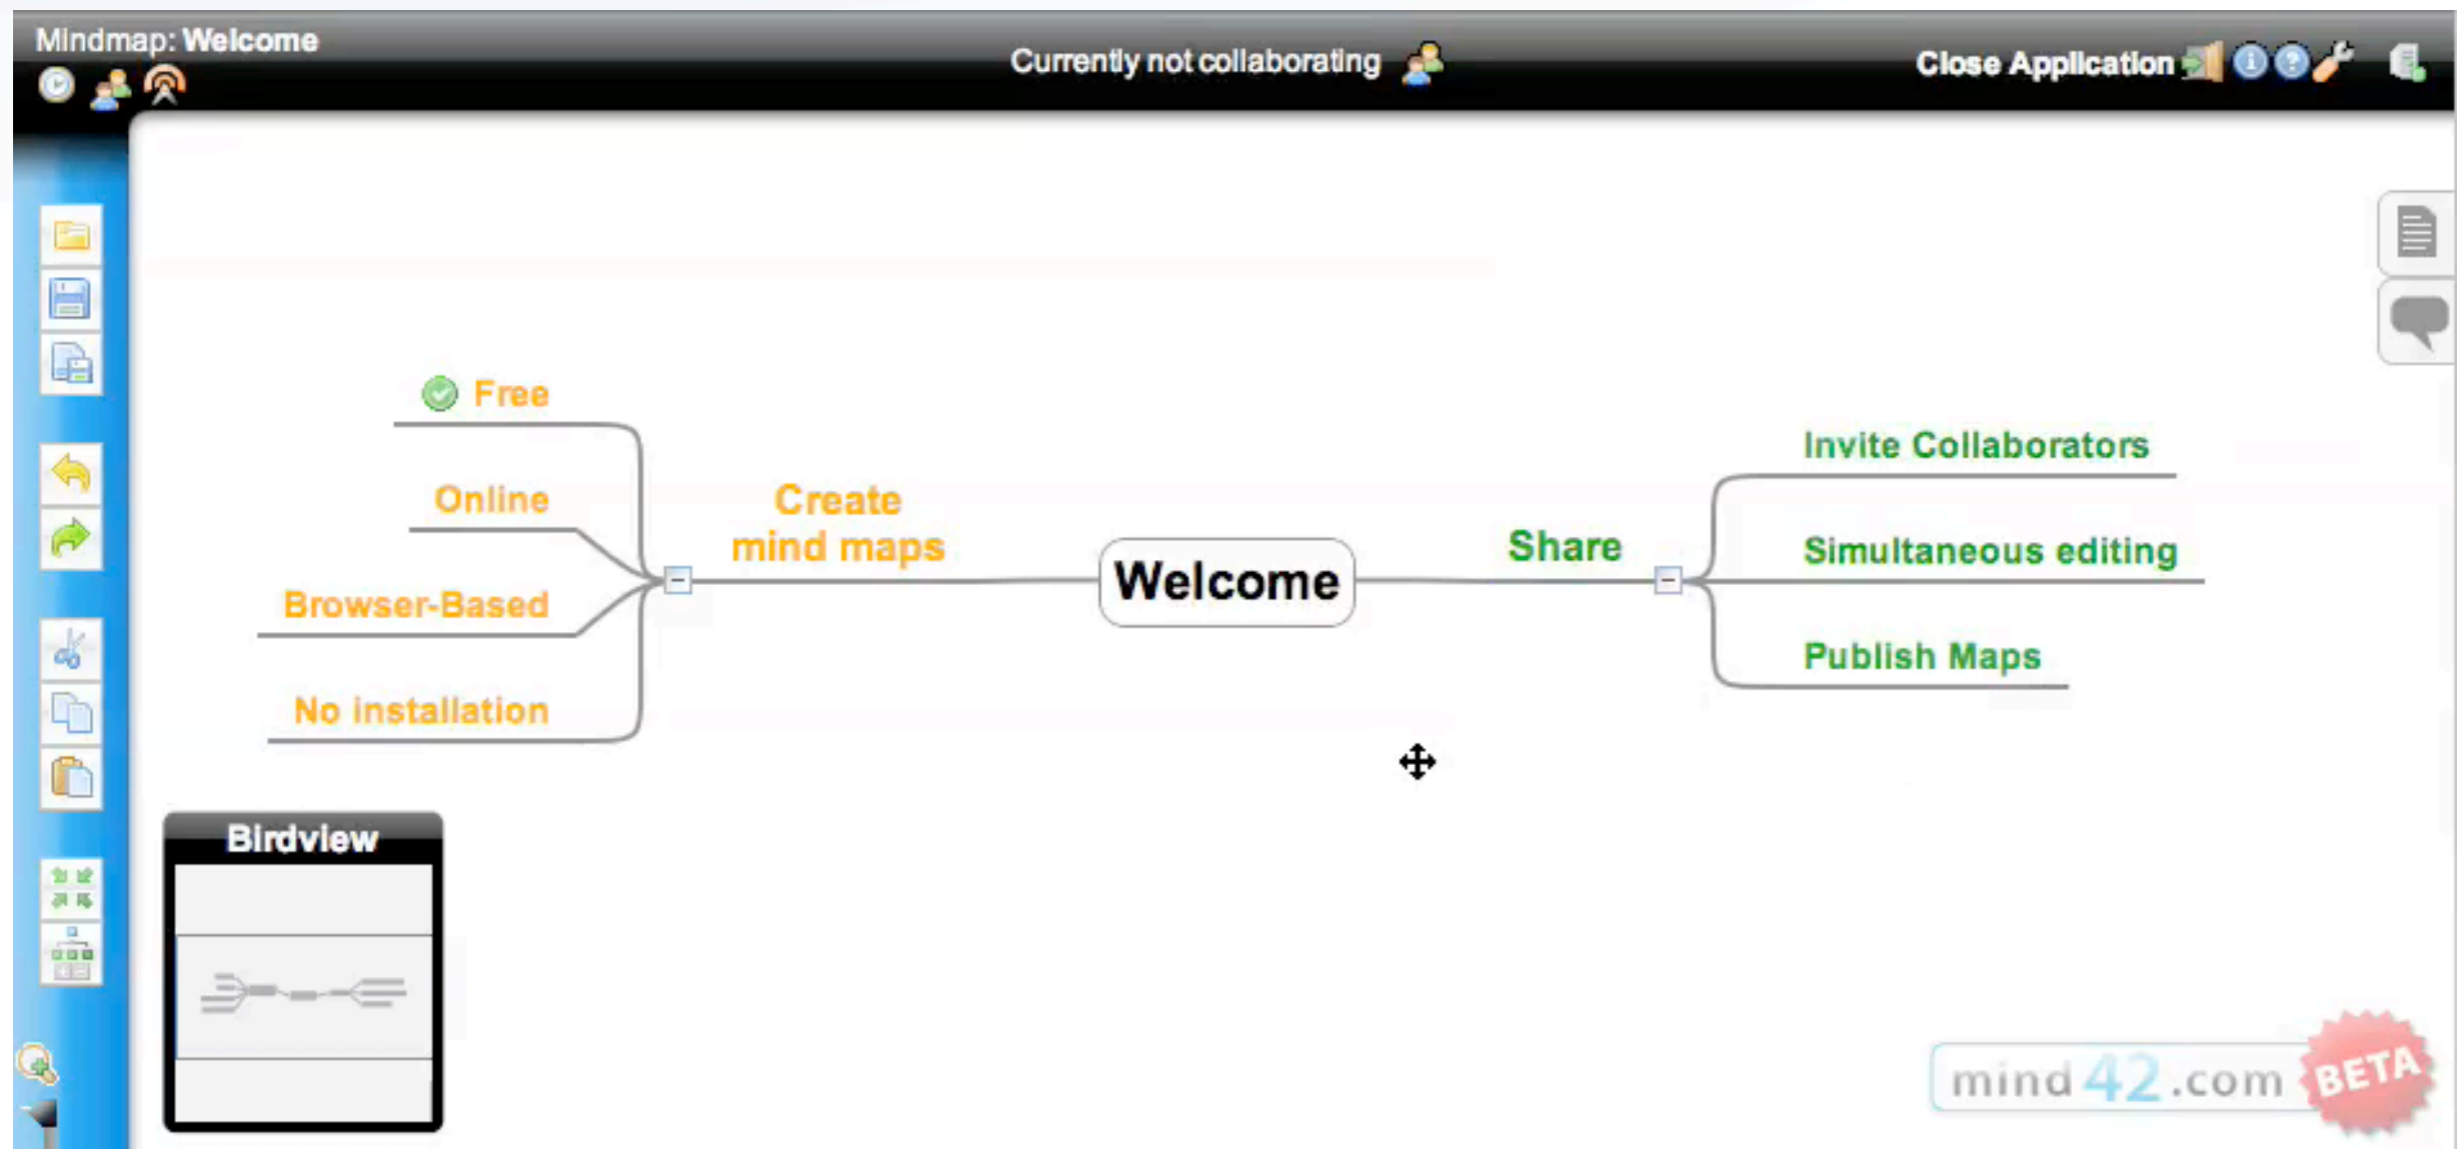 Mindmap: Welcome
Currently not collaborating
Close Application
Free
Online
Browser-Based
No installation
Create
mind maps
Welcome
Share
Invite Collaborators
Simultaneous editing
Publish Maps
Birdview
mind42.com
BETA